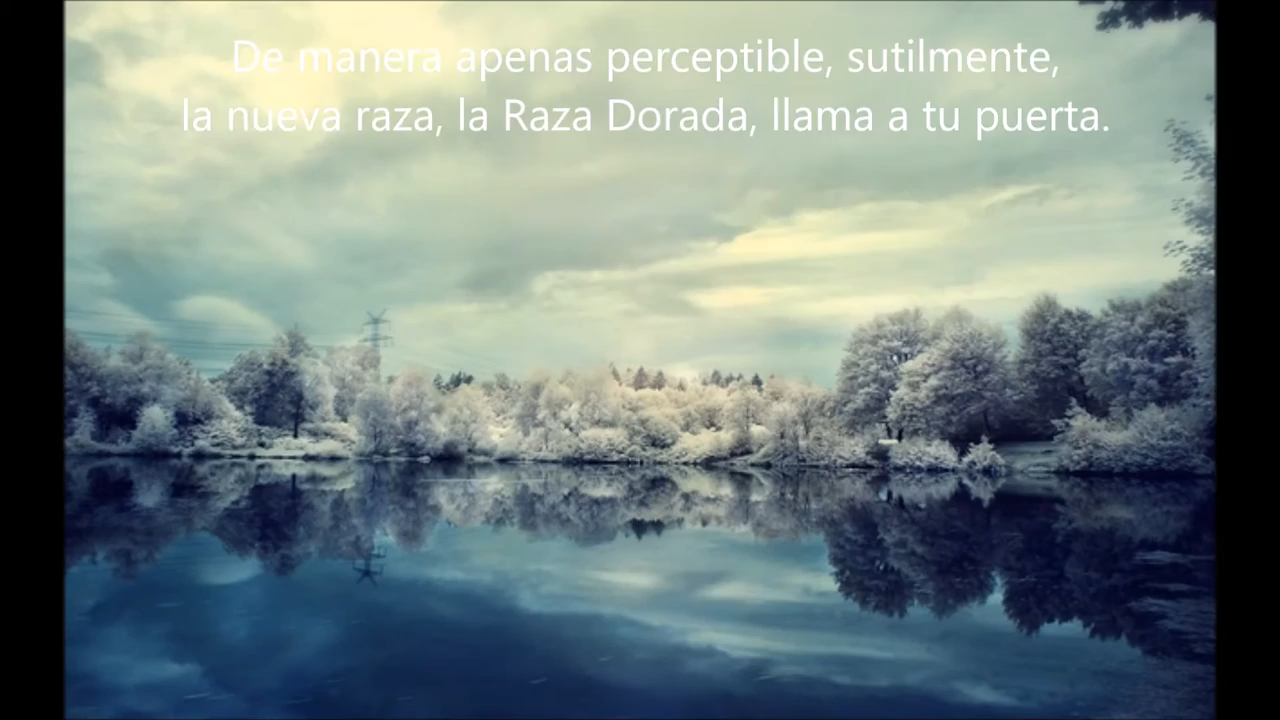 De manera apenas perceptible, sutilmente,
la nueva raza, la Raza Dorada, llama a tu puerta.